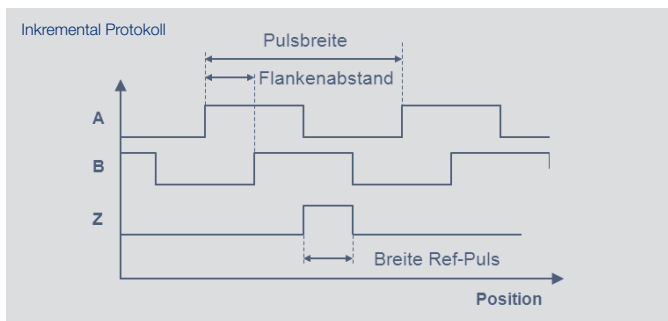 Inkremental Protokoll
Pulsbreite
Flankenabstand
A
B
Z
Breite Ref-Puls
Position